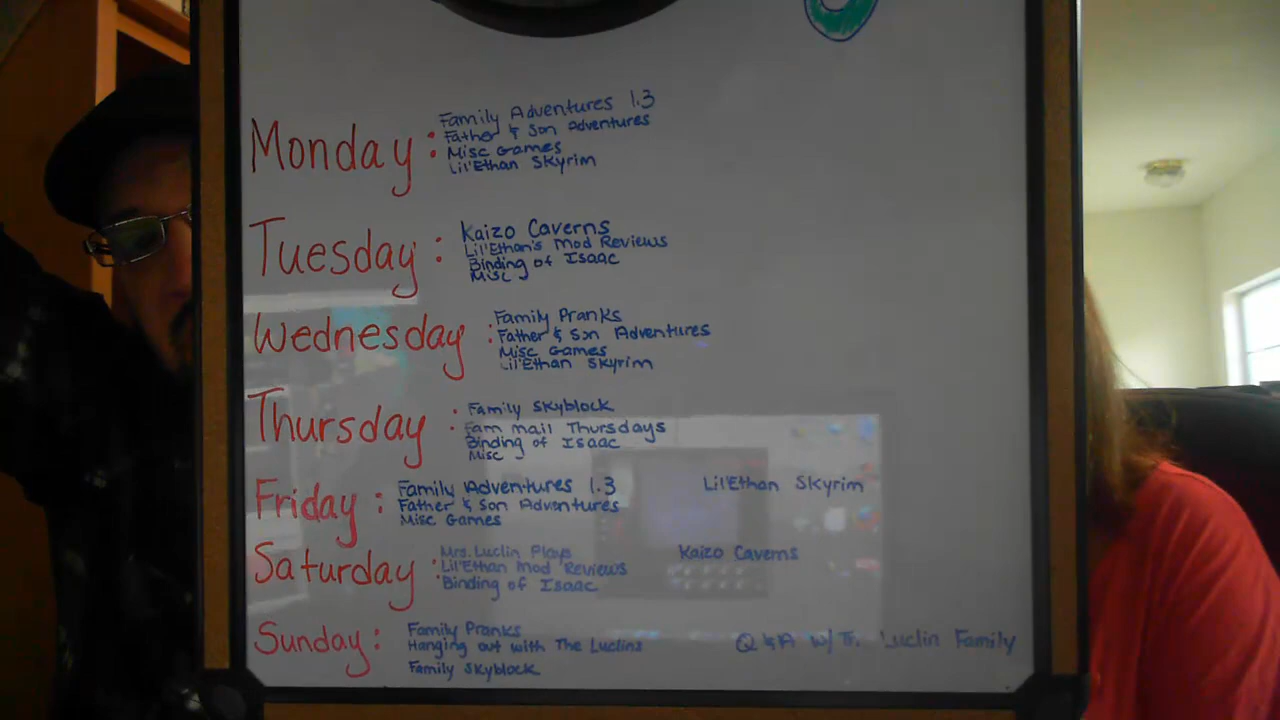 Monday :
Family Adventures 1.3
Father & Son Adventures
Misc Games
Lil'Ethan Skyrim
Tuesday :
Kaizo Caverns
Lil'Ethan's Mod Reviews
Binding of Isaac
Misc
Wednesday :
Family Pranks
Father & Son Adventures
Misc Games
Lil'Ethan Skyrim
Thursday :
Family Skyblock
Fam mail Thursdays
Binding of Isaac
Misc
Friday :
Family Adventures 1.3
Father & Son Adventures
Misc Games
Lil'Ethan Skyrim
Saturday :
Mrs. Luclin Plays
Lil'Ethan Mod Reviews
Binding of Isaac
Kaizo Caverns
Sunday :
Family Pranks
Hanging out with The Luclins
Family Skyblock
Q & A w/ Luclin Family